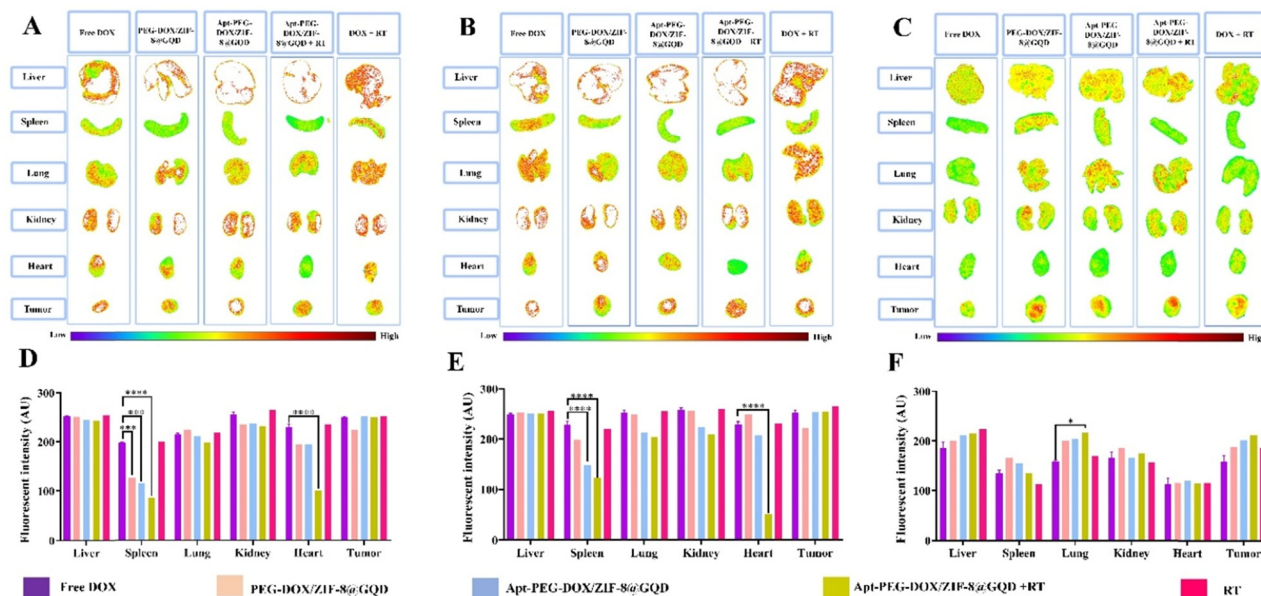 A
Free DOX
PEG-DOX/ZIF-
8@GQD
Apt-PEG-
DOX/ZIF-
8@GQD
Apt-PEG-
DOX/ZIF-
8@GQD + RT
DOX + RT
Liver
Spleen
Lung
Kidney
Heart
Tumor
Low
High
B
Free DOX
PEG-DOX/ZIF-
8@GQD
Apt-PEG-
DOX/ZIF-
8@GQD
Apt-PEG-
DOX/ZIF-
8@GQD RT
DOX + RT
Liver
Spleen
Lung
Kidney
Heart
Tumor
Low
High
C
Free DOX
PEG-DOX/ZIF-
8@GQD
Apt-PEG
DOX/ZIF-
8@GQD
Apt-PEG-
DOX/ZIF-
8@GQD + RT
DOX + RT
Liver
Spleen
Lung
Kidney
Heart
Tumor
Low
High
D
Fluorescent intensity (AU)
300
200
100
0
****
***
***
****
Liver Spleen Lung Kidney Heart Tumor
E
Fluorescent intensity (AU)
300
200
100
0
****
****
****
Liver Spleen Lung Kidney Heart Tumor
F
Fluorescent intensity (AU)
300
200
100
0
*
Liver Spleen Lung Kidney Heart Tumor
Free DOX
PEG-DOX/ZIF-8@GQD
Apt-PEG-DOX/ZIF-8@GQD
Apt-PEG-DOX/ZIF-8@GQD +RT
RT